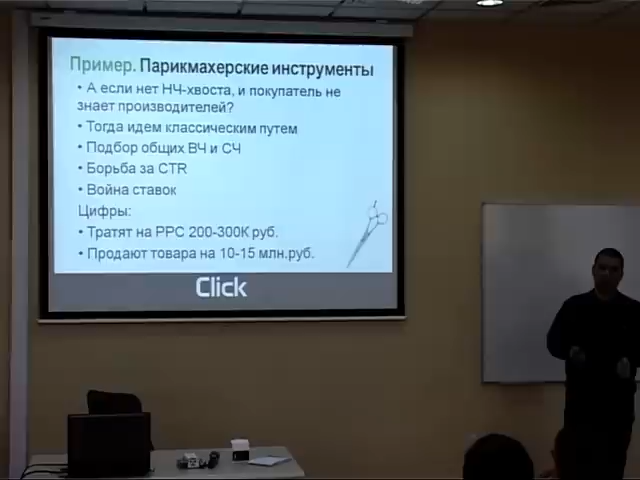 Пример. Парикмахерские инструменты
• А если нет НЧ-хвоста, и покупатель не
знает производителей?
• Тогда идем классическим путем
• Подбор общих ВЧ и СЧ
• Борьба за CTR
• Война ставок
Цифры:
• Тратят на PPC 200-300К руб.
• Продают товара на 10-15 млн.руб.
Click